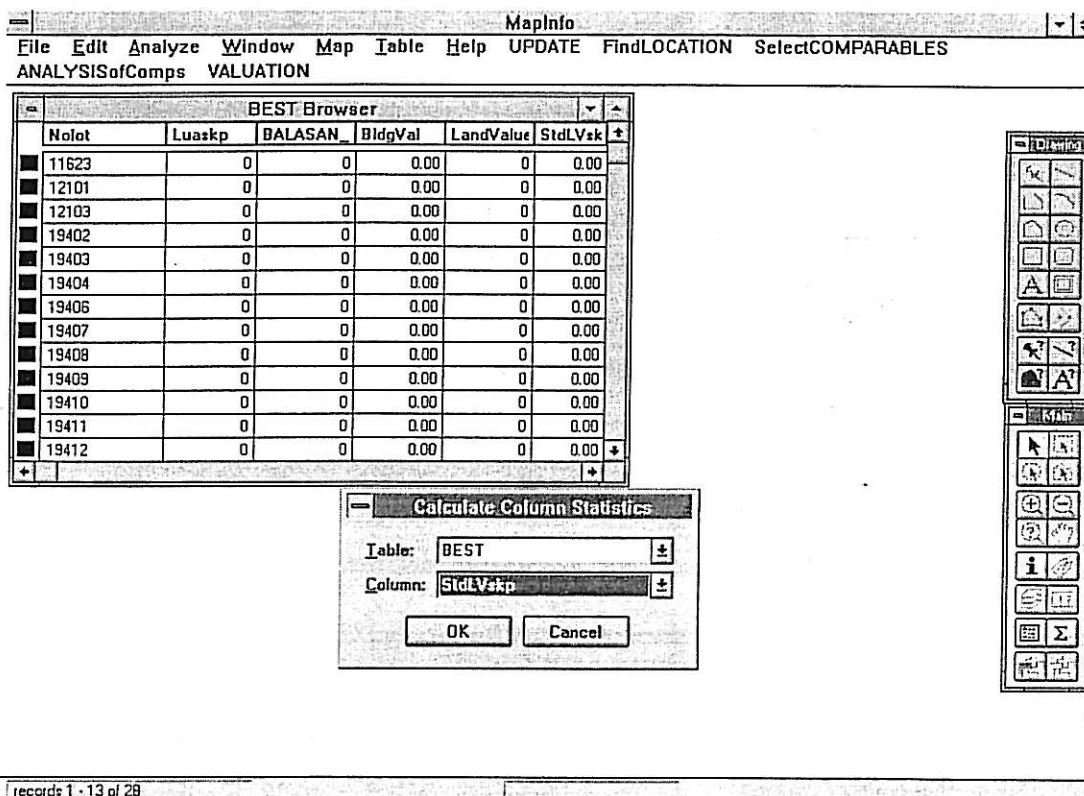 MapInfo
File Edit Analyze Window Map Table Help UPDATE FindLOCATION SelectCOMPARABLES
ANALYSISofComps VALUATION
BEST Browser
Nolot Luaskp BALASAN_ BldgVal LandValue StdLVsk
11623 0 0 0.00 0 0.00
12101 0 0 0.00 0 0.00
12103 0 0 0.00 0 0.00
19402 0 0 0.00 0 0.00
19403 0 0 0.00 0 0.00
19404 0 0 0.00 0 0.00
19406 0 0 0.00 0 0.00
19407 0 0 0.00 0 0.00
19408 0 0 0.00 0 0.00
19409 0 0 0.00 0 0.00
19410 0 0 0.00 0 0.00
19411 0 0 0.00 0 0.00
19412 0 0 0.00 0 0.00
Drawing
A
A?
Main
i
Σ
Calculate Column Statistics
Table: BEST
Column: StdLVskp
OK Cancel
records 1 - 13 of 28